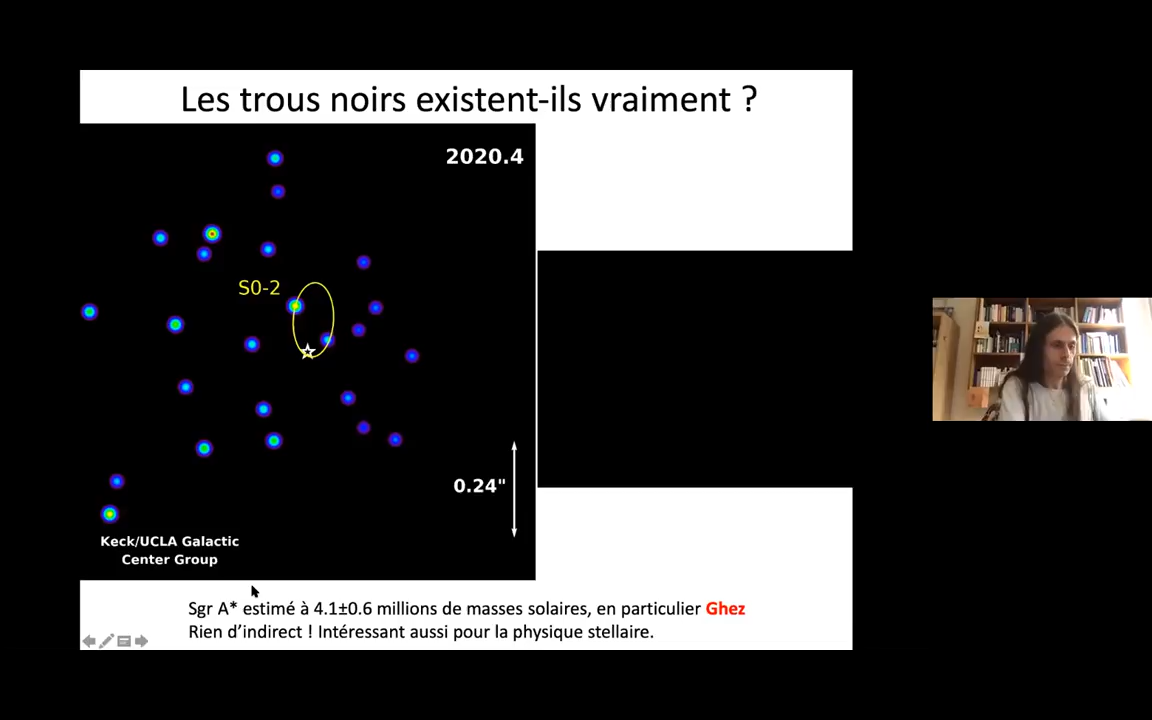 Les trous noirs existent-ils vraiment ?
2020.4
S0-2
0.24"
Keck/UCLA Galactic
Center Group
Sgr A* estimé à 4.1±0.6 millions de masses solaires, en particulier Ghez
Rien d’indirect ! Intéressant aussi pour la physique stellaire.